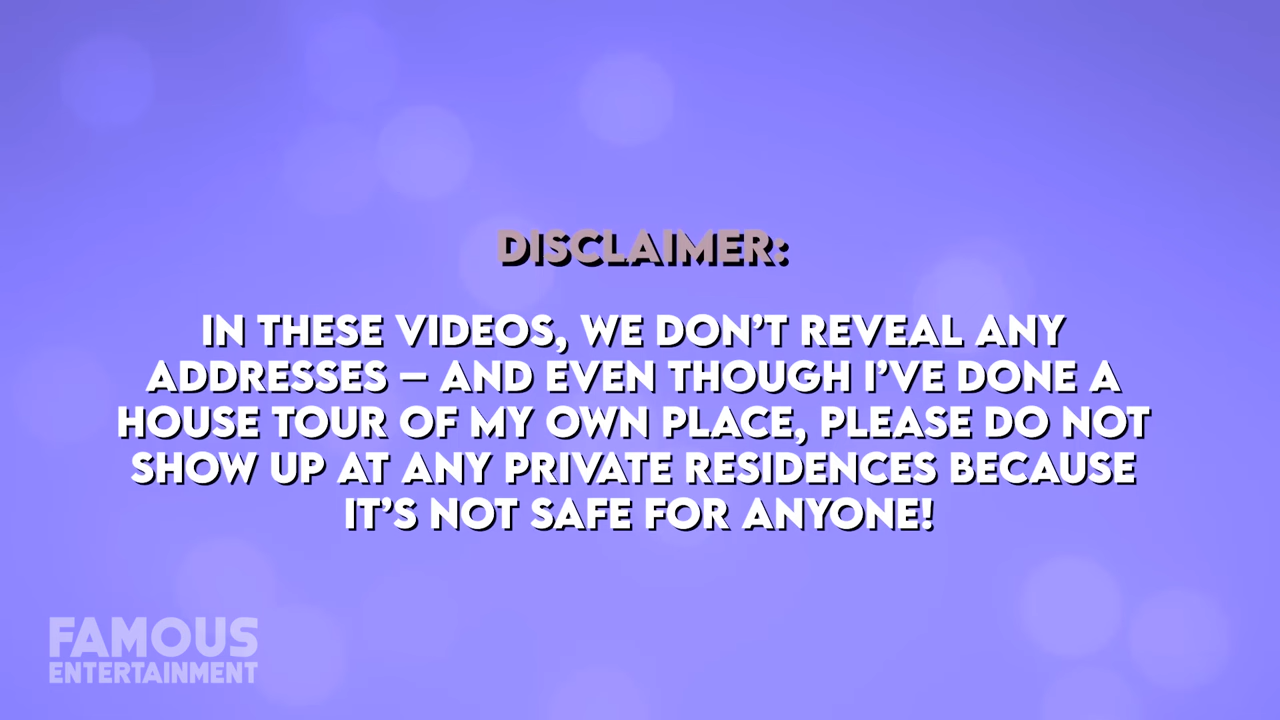 DISCLAIMER:
IN THESE VIDEOS, WE DON'T REVEAL ANY
ADDRESSES – AND EVEN THOUGH I'VE DONE A
HOUSE TOUR OF MY OWN PLACE, PLEASE DO NOT
SHOW UP AT ANY PRIVATE RESIDENCES BECAUSE
IT'S NOT SAFE FOR ANYONE!
FAMOUS
ENTERTAINMENT